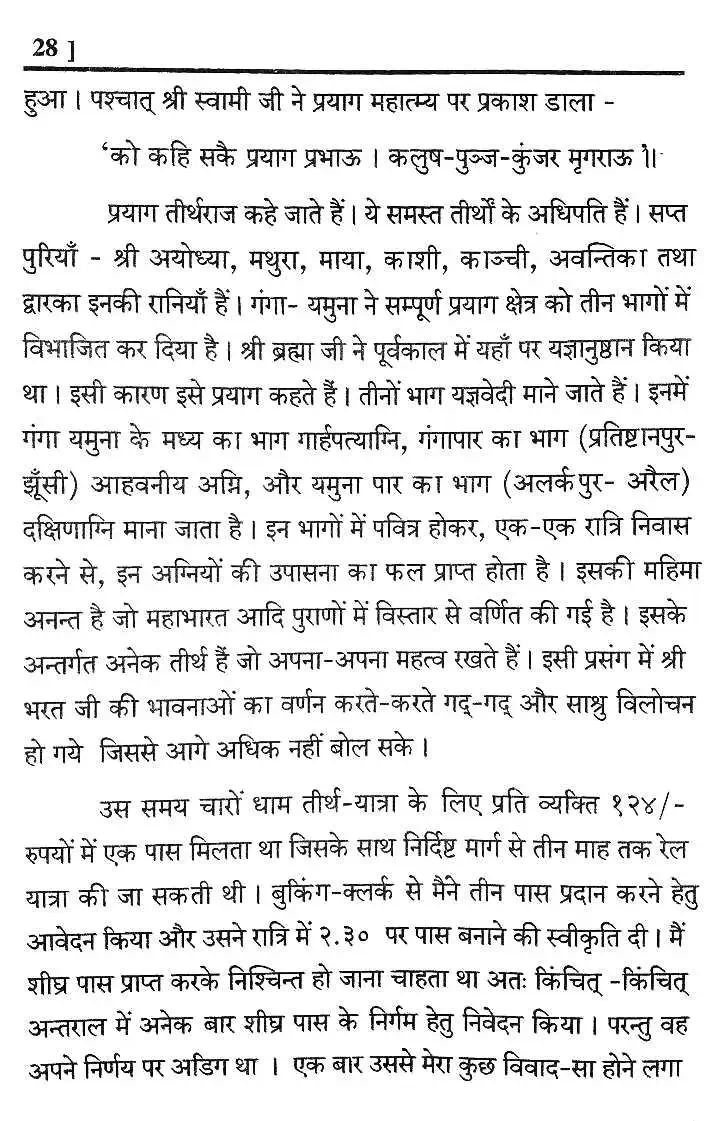 28 ]
हुआ । पश्चात् श्री स्वामी जी ने प्रयाग महात्म्य पर प्रकाश डाला -
'को कहि सकै प्रयाग प्रभाऊ । कलुष-पुञ्ज-कुंजर मृगराऊ '।।
प्रयाग तीर्थराज कहे जाते हैं। ये समस्त तीर्थों के अधिपति हैं। सप्त
पुरियाँ - श्री अयोध्या, मथुरा, माया, काशी, काञ्ची, अवन्तिका तथा
द्वारका इनकी रानियाँ हैं। गंगा- यमुना ने सम्पूर्ण प्रयाग क्षेत्र को तीन भागों में
विभाजित कर दिया है। श्री ब्रह्मा जी ने पूर्वकाल में यहाँ पर यज्ञानुष्ठान किया
था। इसी कारण इसे प्रयाग कहते हैं। तीनों भाग यज्ञवेदी माने जाते हैं। इनमें
गंगा यमुना के मध्य का भाग गार्हपत्याग्नि, गंगापार का भाग (प्रतिष्टानपुर-
झूँसी) आहवनीय अग्नि, और यमुना पार का भाग (अलर्कपुर- अरैल)
दक्षिणाग्नि माना जाता है। इन भागों में पवित्र होकर, एक-एक रात्रि निवास
करने से, इन अग्नियों की उपासना का फल प्राप्त होता है। इसकी महिमा
अनन्त है जो महाभारत आदि पुराणों में विस्तार से वर्णित की गई है। इसके
अन्तर्गत अनेक तीर्थ हैं जो अपना-अपना महत्व रखते हैं। इसी प्रसंग में श्री
भरत जी की भावनाओं का वर्णन करते-करते गद्-गद् और साश्रु विलोचन
हो गये जिससे आगे अधिक नहीं बोल सके।
उस समय चारों धाम तीर्थ-यात्रा के लिए प्रति व्यक्ति १२४/-
रुपयों में एक पास मिलता था जिसके साथ निर्दिष्ट मार्ग से तीन माह तक रेल
यात्रा की जा सकती थी। बुकिंग-क्लर्क से मैंने तीन पास प्रदान करने हेतु
आवेदन किया और उसने रात्रि में २.३० पर पास बनाने की स्वीकृति दी। मैं
शीघ्र पास प्राप्त करके निश्चिन्त हो जाना चाहता था अतः किंचित् -किंचित्
अन्तराल में अनेक बार शीघ्र पास के निर्गम हेतु निवेदन किया। परन्तु वह
अपने निर्णय पर अडिग था । एक बार उससे मेरा कुछ विवाद-सा होने लगा